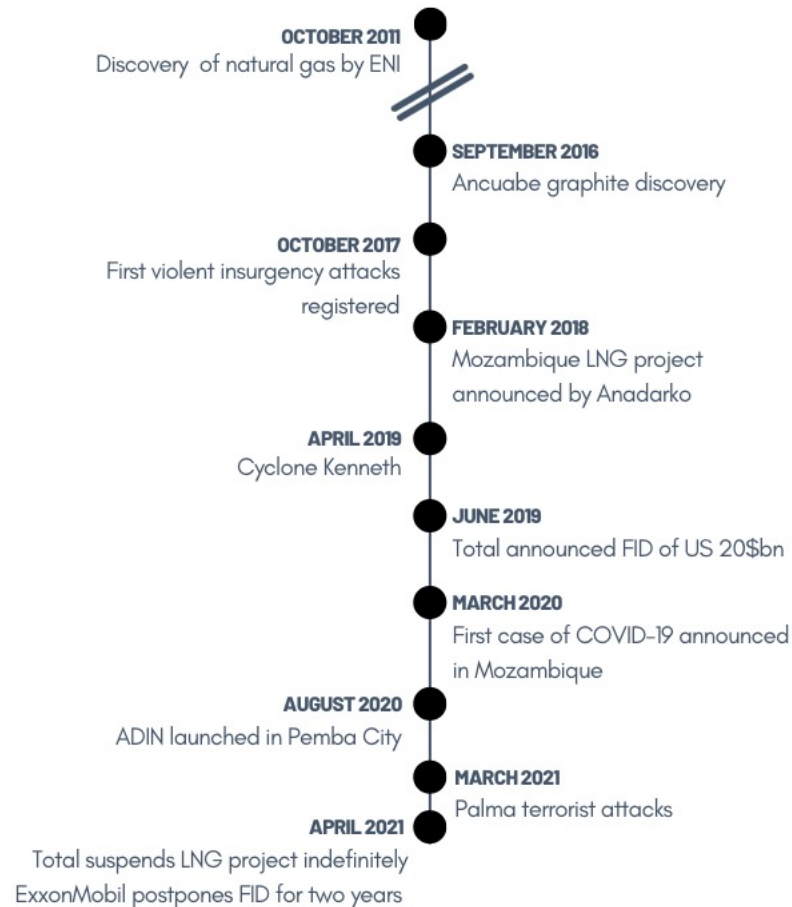 OCTOBER 2011
Discovery of natural gas by ENI
SEPTEMBER 2016
Ancuabe graphite discovery
OCTOBER 2017
First violent insurgency attacks
registered
FEBRUARY 2018
Mozambique LNG project
announced by Anadarko
APRIL 2019
Cyclone Kenneth
JUNE 2019
Total announced FID of US 20$bn
MARCH 2020
First case of COVID-19 announced
in Mozambique
AUGUST 2020
ADIN launched in Pemba City
MARCH 2021
Palma terrorist attacks
APRIL 2021
Total suspends LNG project indefinitely
ExxonMobil postpones FID for two years